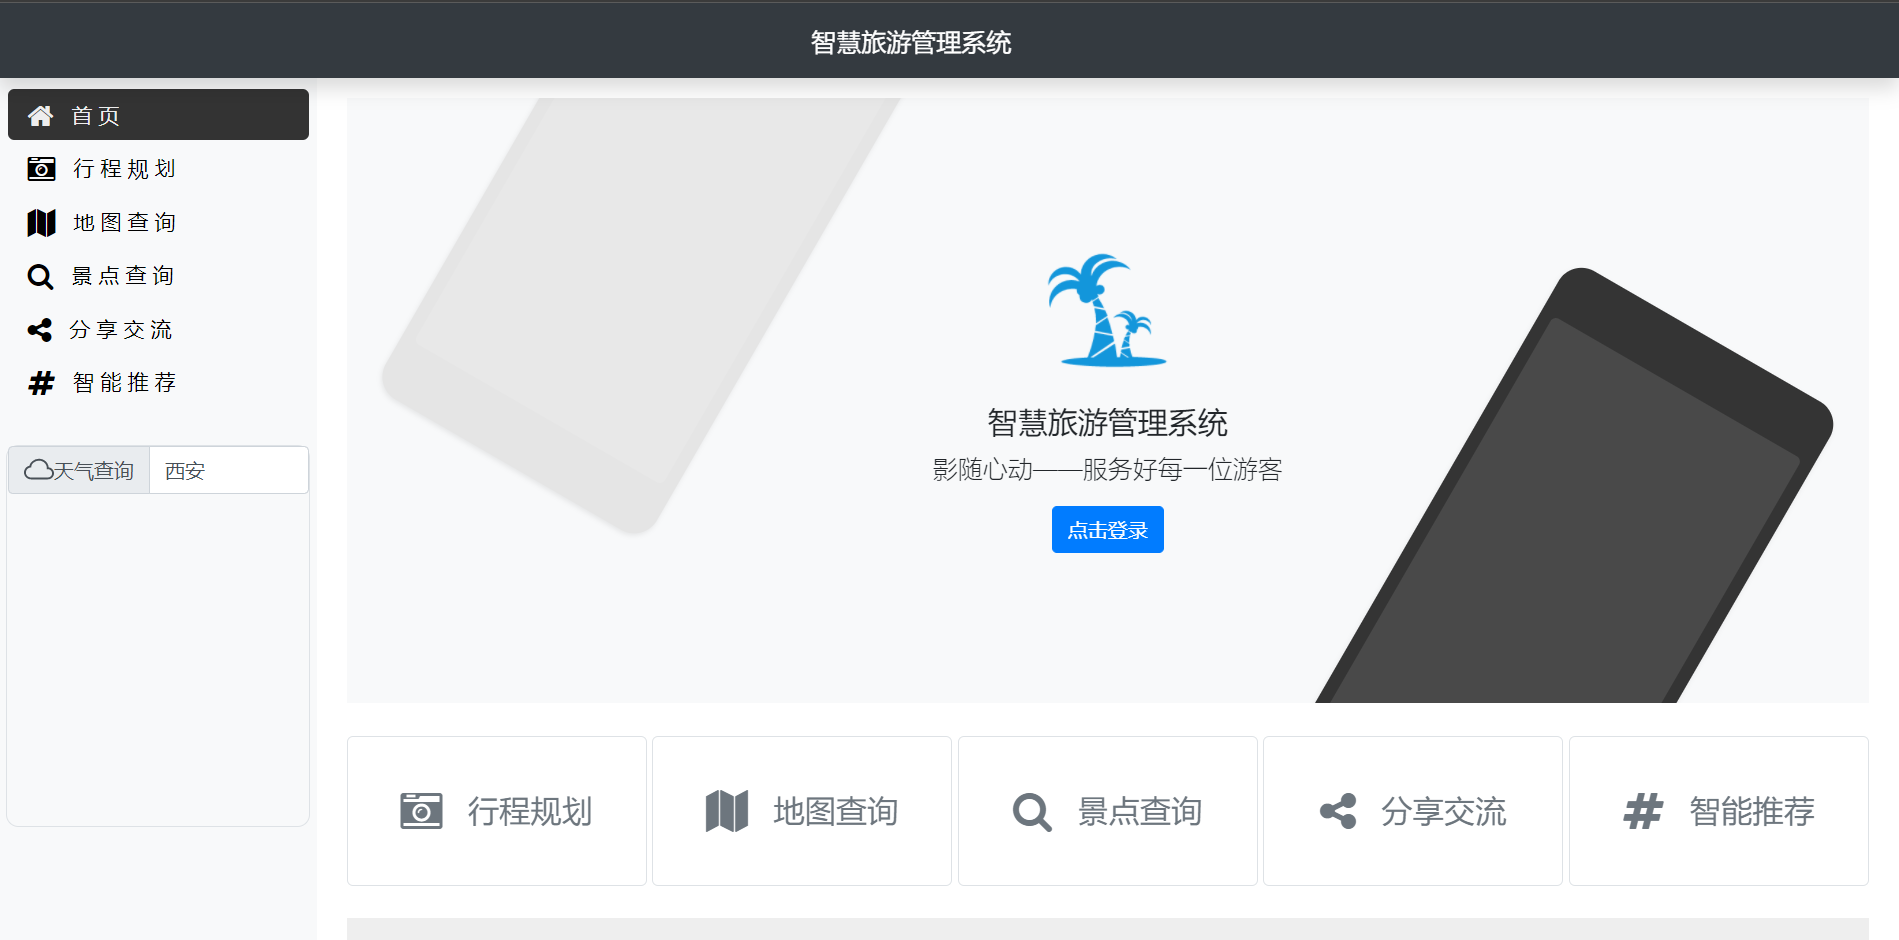 智慧旅游管理系统
首页
行程规划
地图查询
景点查询
分享交流
智能推荐
天气查询 西安
智慧旅游管理系统
影随心动——服务好每一位游客
点击登录
行程规划
地图查询
景点查询
分享交流
智能推荐